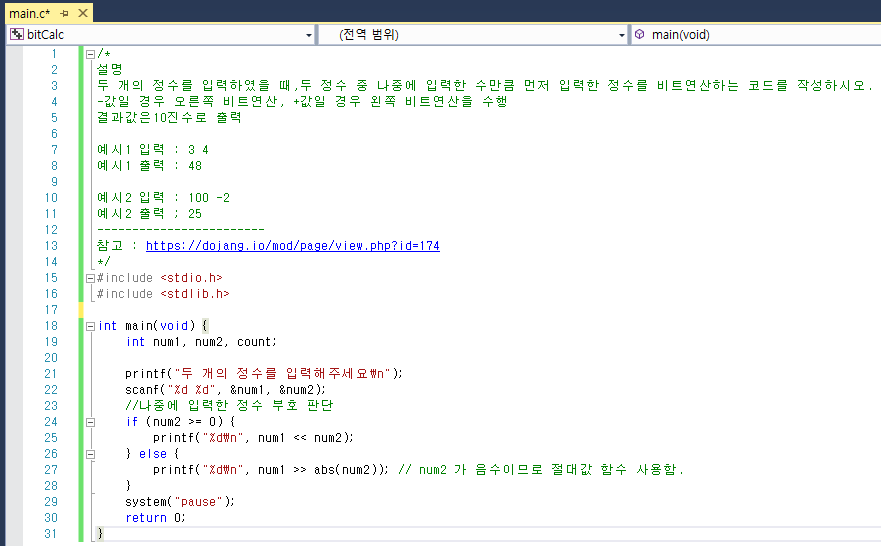 main.c*
bitCalc
(전역 범위)
main(void)
1 /*
2 설명
3 두 개의 정수를 입력하였을 때,두 정수 중 나중에 입력한 수만큼 먼저 입력한 정수를 비트연산하는 코드를 작성하시오.
4 -값일 경우 오른쪽 비트연산, +값일 경우 왼쪽 비트연산을 수행
5 결과값은10진수로 출력
6
7 예시1 입력 : 3 4
8 예시1 출력 : 48
9
10 예시2 입력 : 100 -2
11 예시2 출력 ; 25
12 ------------------------
13 참고 : https://dojang.io/mod/page/view.php?id=174
14 */
15 #include <stdio.h>
16 #include <stdlib.h>
17
18 int main(void) {
19 int num1, num2, count;
20
21 printf("두 개의 정수를 입력해주세요₩n");
22 scanf("%d %d", &num1, &num2);
23 //나중에 입력한 정수 부호 판단
24 if (num2 >= 0) {
25 printf("%d₩n", num1 << num2);
26 } else {
27 printf("%d₩n", num1 >> abs(num2)); // num2 가 음수이므로 절대값 함수 사용함.
28 }
29 system("pause");
30 return 0;
31 }